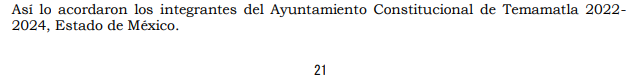 Así lo acordaron los integrantes del Ayuntamiento Constitucional de Temamatla 2022-
2024, Estado de México.
21